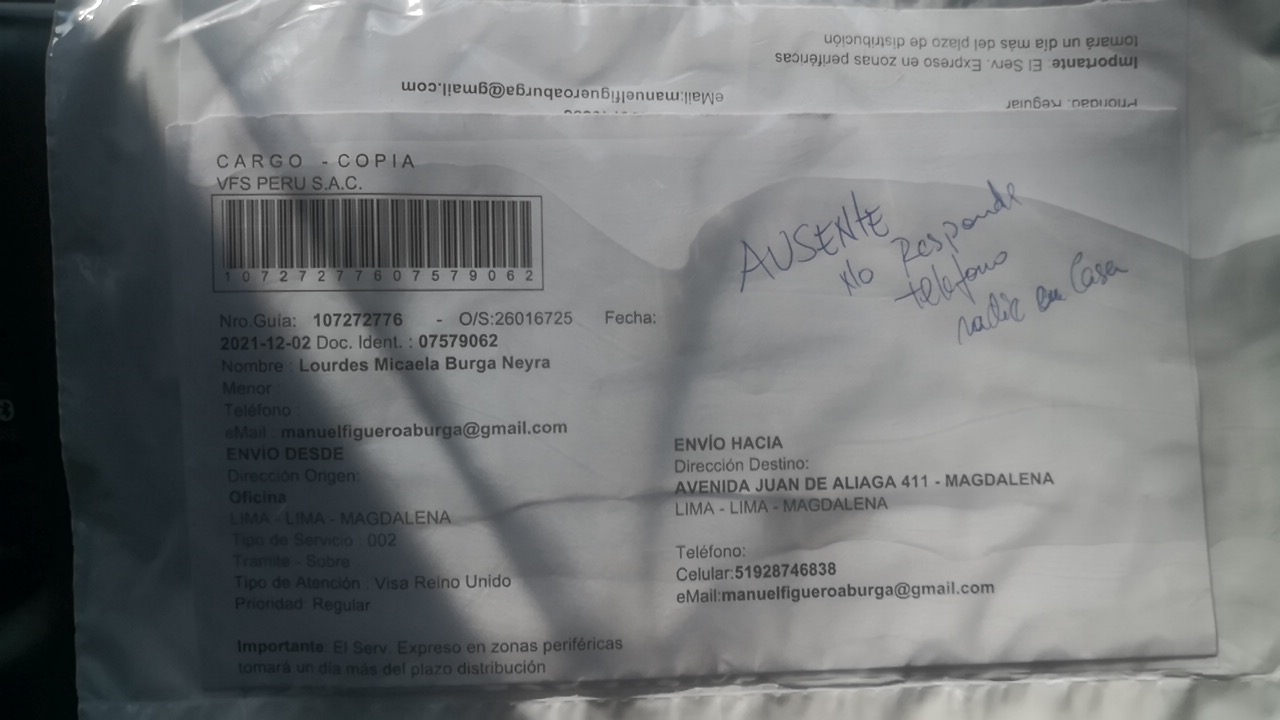 tomará un día más del plazo de distribución
Importante: El Serv. Expreso en zonas periféricas
Prioridad: Regular
eMail:manuelfigueroaburga@gmail.com
CARGO - COPIA
VFS PERU S.A.C.
10727277607579062
Nro.Guía: 107272776 - O/S:26016725 Fecha:
2021-12-02 Doc. Ident. : 07579062
Nombre : Lourdes Micaela Burga Neyra
Menor :
Teléfono :
eMail : manuelfigueroaburga@gmail.com
ENVÍO DESDE
Dirección Origen:
Oficina
LIMA - LIMA - MAGDALENA
Tipo de Servicio : 002
Tramite - Sobre
Tipo de Atención : Visa Reino Unido
Prioridad: Regular
Importante: El Serv. Expreso en zonas periféricas
tomará un día más del plazo distribución
AUSENTE
No Responde
telefono
nadie en Casa
ENVÍO HACIA
Dirección Destino:
AVENIDA JUAN DE ALIAGA 411 - MAGDALENA
LIMA - LIMA - MAGDALENA
Teléfono:
Celular:51928746838
eMail:manuelfigueroaburga@gmail.com